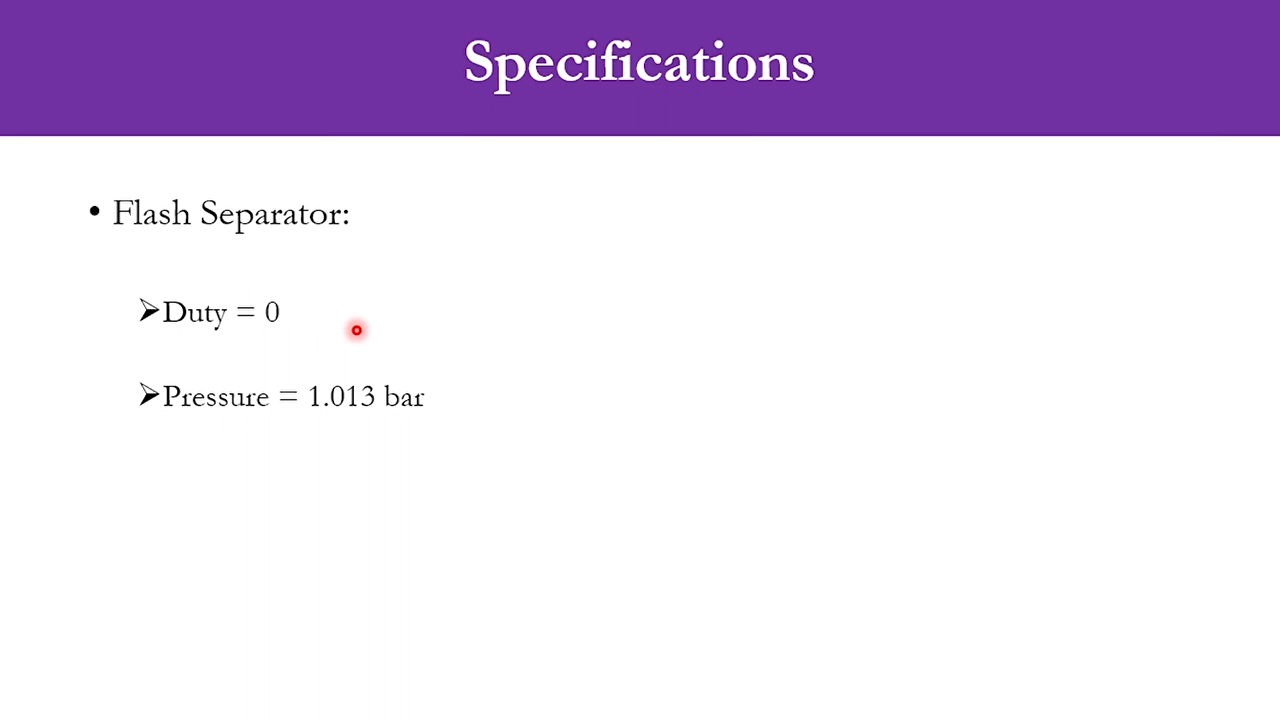 Specifications
• Flash Separator:
➢Duty = 0
➢Pressure = 1.013 bar